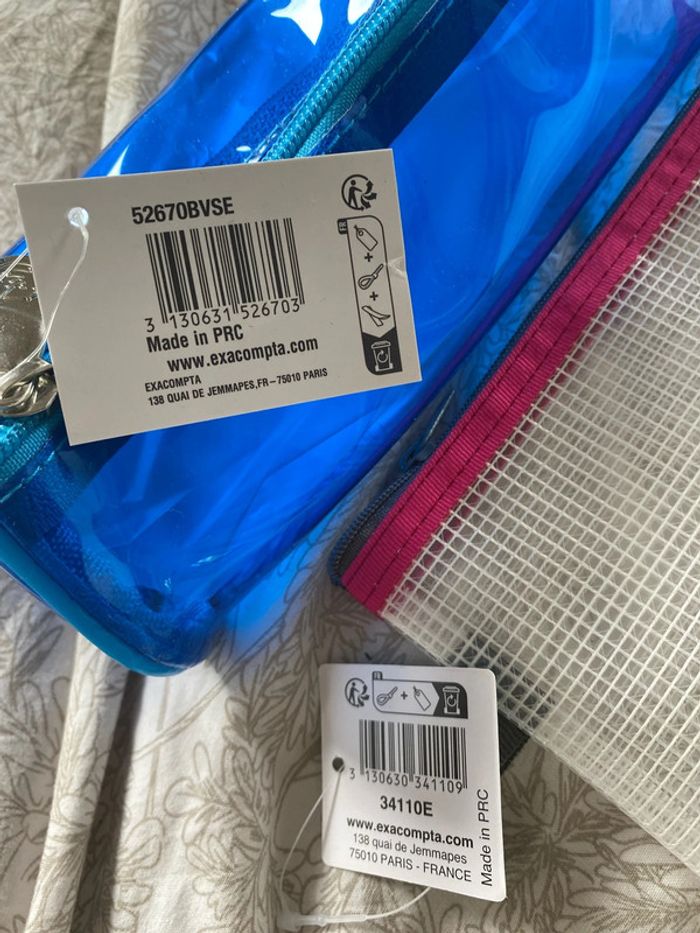 52670BVSE
3 130631 526703
Made in PRC
www.exacompta.com
EXACOMPTA
138 QUAI DE JEMMAPES,FR-75010 PARIS
FR
3 130630 341109
34110E
www.exacompta.com
138 quai de Jemmapes
75010 PARIS - FRANCE
Made in PRC